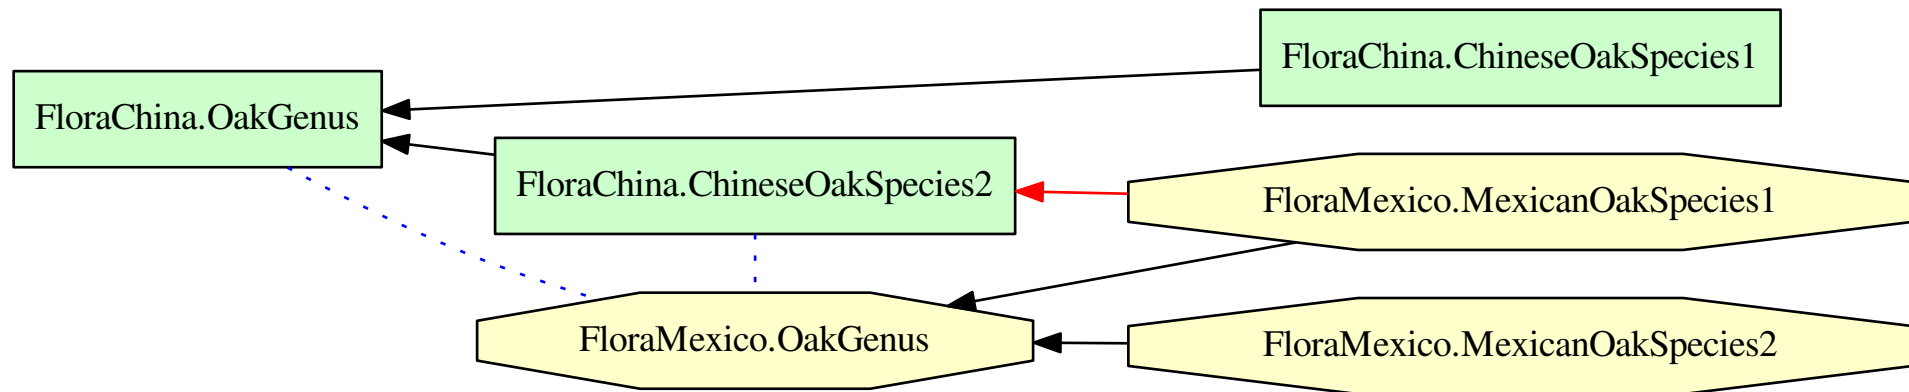 FloraChina.ChineseOakSpecies1
FloraChina.OakGenus
FloraChina.ChineseOakSpecies2
FloraMexico.MexicanOakSpecies1
FloraMexico.OakGenus
FloraMexico.MexicanOakSpecies2